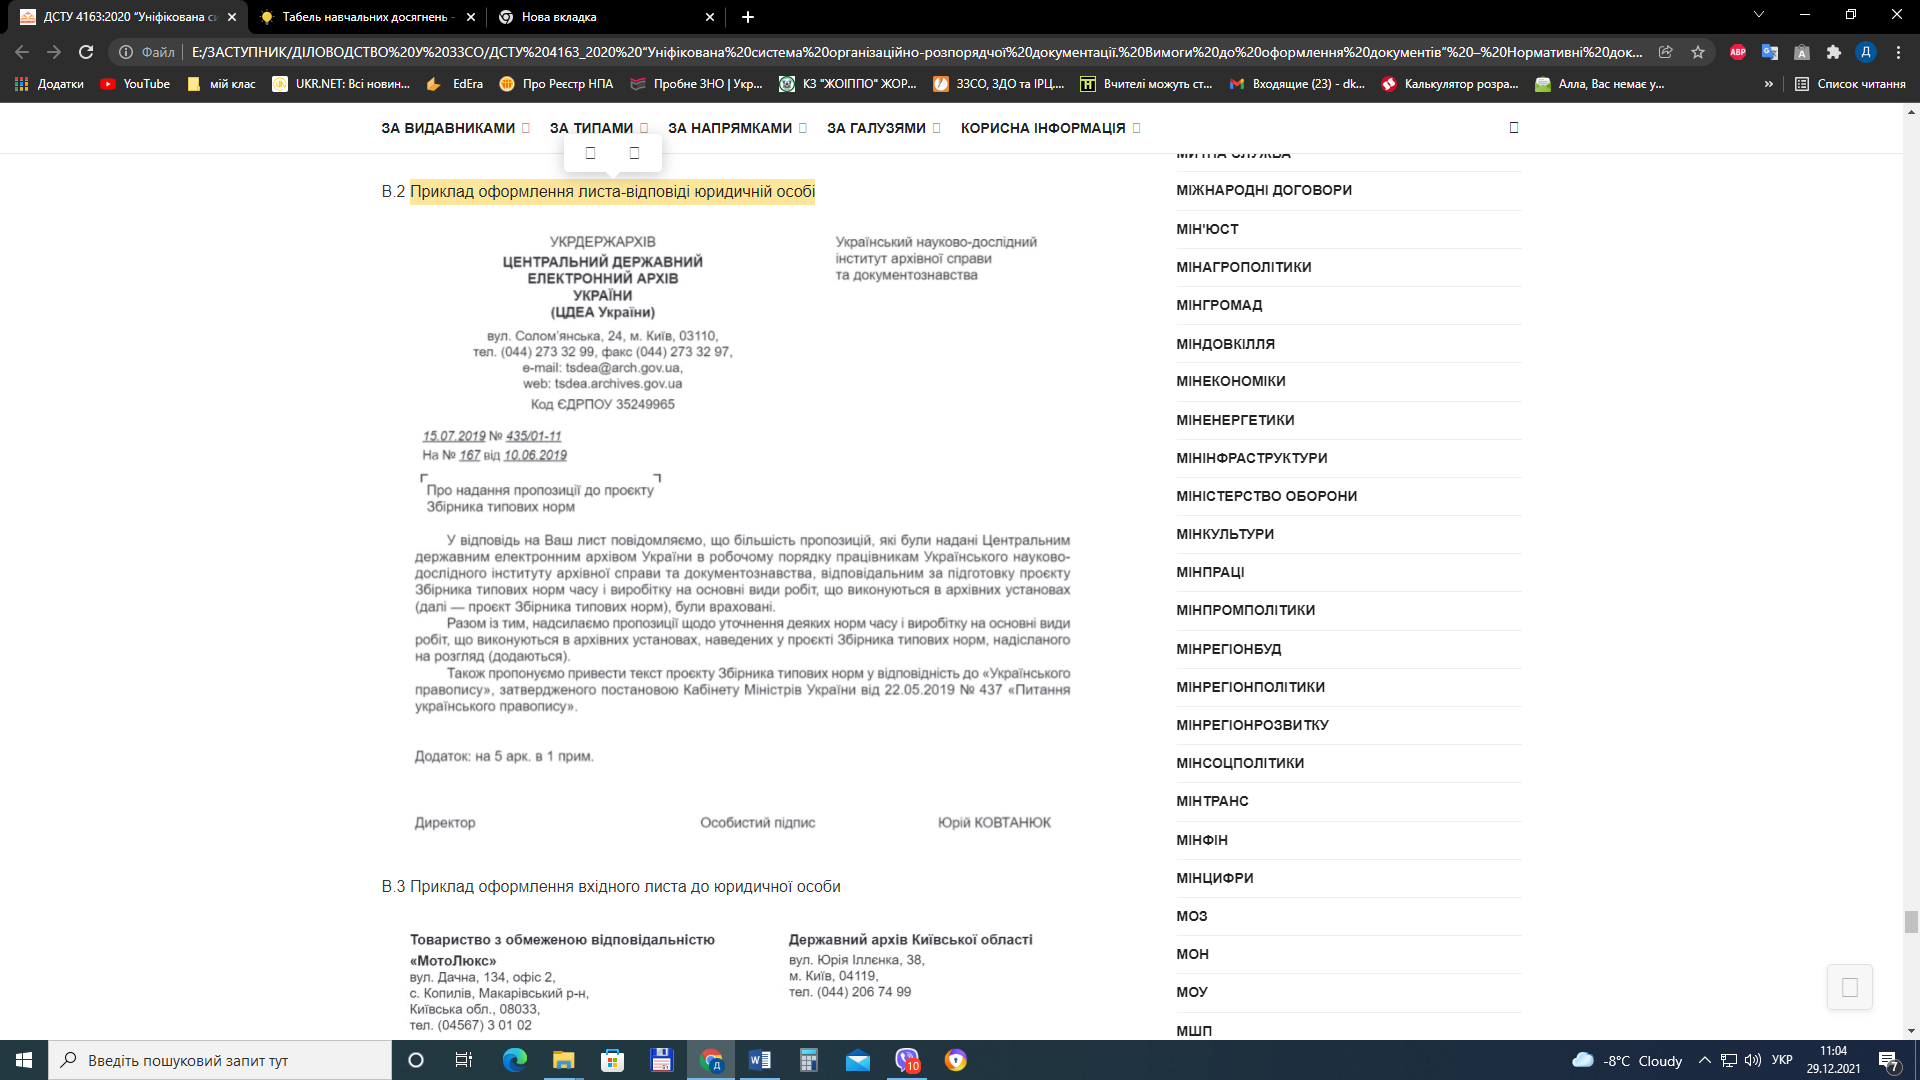 ДСТУ 4163:2020 "Уніфікована си
Табель навчальних досягнень -
Нова вкладка
Файл
E:/ЗАСТУПНИК/ДІЛОВОДСТВО%20У%20ЗЗСО/ДСТУ%204163_2020%20"Уніфікована%20система%20організаційно-розпорядчої%20документації.%20Вимоги%20до%20оформлення%20документів"%20–%20Нормативні%20док...
Додатки
YouTube
мій клас
UKR.NET: Всі новин...
EdEra
Про Реєстр НПА
Пробне ЗНО | Укр...
КЗ "ЖОІППО" ЖОР...
ЗЗСО, ЗДО та ІРЦ....
Вчителі можуть ст...
Входящие (23) - dk...
Калькулятор розра...
Алла, Вас немає у...
»
Список читання
ЗА ВИДАВНИКАМИ
ЗА ТИПАМИ
ЗА НАПРЯМКАМИ
ЗА ГАЛУЗЯМИ
КОРИСНА ІНФОРМАЦІЯ
В.2 Приклад оформлення листа-відповіді юридичній особі
УКРДЕРЖАРХІВ
ЦЕНТРАЛЬНИЙ ДЕРЖАВНИЙ
ЕЛЕКТРОННИЙ АРХІВ
УКРАЇНИ
(ЦДЕА України)
вул. Солом'янська, 24, м. Київ, 03110,
тел. (044) 273 32 99, факс (044) 273 32 97,
e-mail: tsdea@arch.gov.ua,
web: tsdea.archives.gov.ua
Код ЄДРПОУ 35249965
Український науково-дослідний
інститут архівної справи
та документознавства
15.07.2019 № 435/01-11
На № 167 від 10.06.2019
Про надання пропозиції до проєкту
Збірника типових норм
У відповідь на Ваш лист повідомляємо, що більшість пропозицій, які були надані Центральним
державним електронним архівом України в робочому порядку працівникам Українського науково-
дослідного інституту архівної справи та документознавства, відповідальним за підготовку проєкту
Збірника типових норм часу і виробітку на основні види робіт, що виконуються в архівних установах
(далі — проєкт Збірника типових норм), були враховані.
Разом із тим, надсилаємо пропозиції щодо уточнення деяких норм часу і виробітку на основні види
робіт, що виконуються в архівних установах, наведених у проєкті Збірника типових норм, надісланого
на розгляд (додаються).
Також пропонуємо привести текст проєкту Збірника типових норм у відповідність до «Українського
правопису», затвердженого постановою Кабінету Міністрів України від 22.05.2019 № 437 «Питання
українського правопису».
Додаток: на 5 арк. в 1 прим.
Директор
Особистий підпис
Юрій КОВТАНЮК
В.3 Приклад оформлення вхідного листа до юридичної особи
Товариство з обмеженою відповідальністю
«МотоЛюкс»
вул. Дачна, 134, офіс 2,
с. Копилів, Макарівський р-н,
Київська обл., 08033,
тел. (04567) 3 01 02
Державний архів Київської області
вул. Юрія Іллєнка, 38,
м. Київ, 04119,
тел. (044) 206 74 99
МИТНА СЛУЖБА
МІЖНАРОДНІ ДОГОВОРИ
МІН'ЮСТ
МІНАГРОПОЛІТИКИ
МІНГРОМАД
МІНДОВКІЛЛЯ
МІНЕКОНОМІКИ
МІНЕНЕРГЕТИКИ
МІНІНФРАСТРУКТУРИ
МІНІСТЕРСТВО ОБОРОНИ
МІНКУЛЬТУРИ
МІНПРАЦІ
МІНПРОМПОЛІТИКИ
МІНРЕГІОНБУД
МІНРЕГІОНПОЛІТИКИ
МІНРЕГІОНРОЗВИТКУ
МІНСОЦПОЛІТИКИ
МІНТРАНС
МІНФІН
МІНЦИФРИ
МОЗ
МОН
МОУ
МШП
Введіть пошуковий запит тут
10
-8°C Cloudy
УКР
11:04
29.12.2021
7